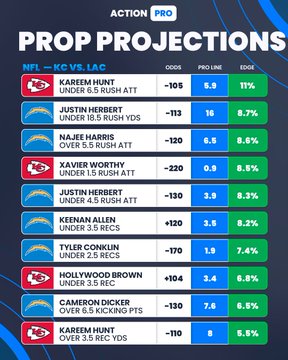 ACTION PRO
PROP PROJECTIONS
NFL — KC VS. LAC ODDS PRO LINE EDGE
KAREEM HUNT
UNDER 6.5 RUSH ATT -105 5.9 11%
JUSTIN HERBERT
UNDER 18.5 RUSH YDS -113 16 8.7%
NAJEE HARRIS
OVER 5.5 RUSH ATT -120 6.5 8.6%
XAVIER WORTHY
UNDER 1.5 RUSH ATT -220 0.9 8.5%
JUSTIN HERBERT
UNDER 4.5 RUSH ATT -130 3.9 8.3%
KEENAN ALLEN
UNDER 3.5 RECS +120 3.5 8.2%
TYLER CONKLIN
UNDER 2.5 RECS -170 1.9 7.4%
HOLLYWOOD BROWN
UNDER 3.5 REC +104 3.4 6.8%
CAMERON DICKER
OVER 6.5 KICKING PTS -130 7.6 6.5%
KAREEM HUNT
OVER 3.5 REC YDS -110 8 5.5%